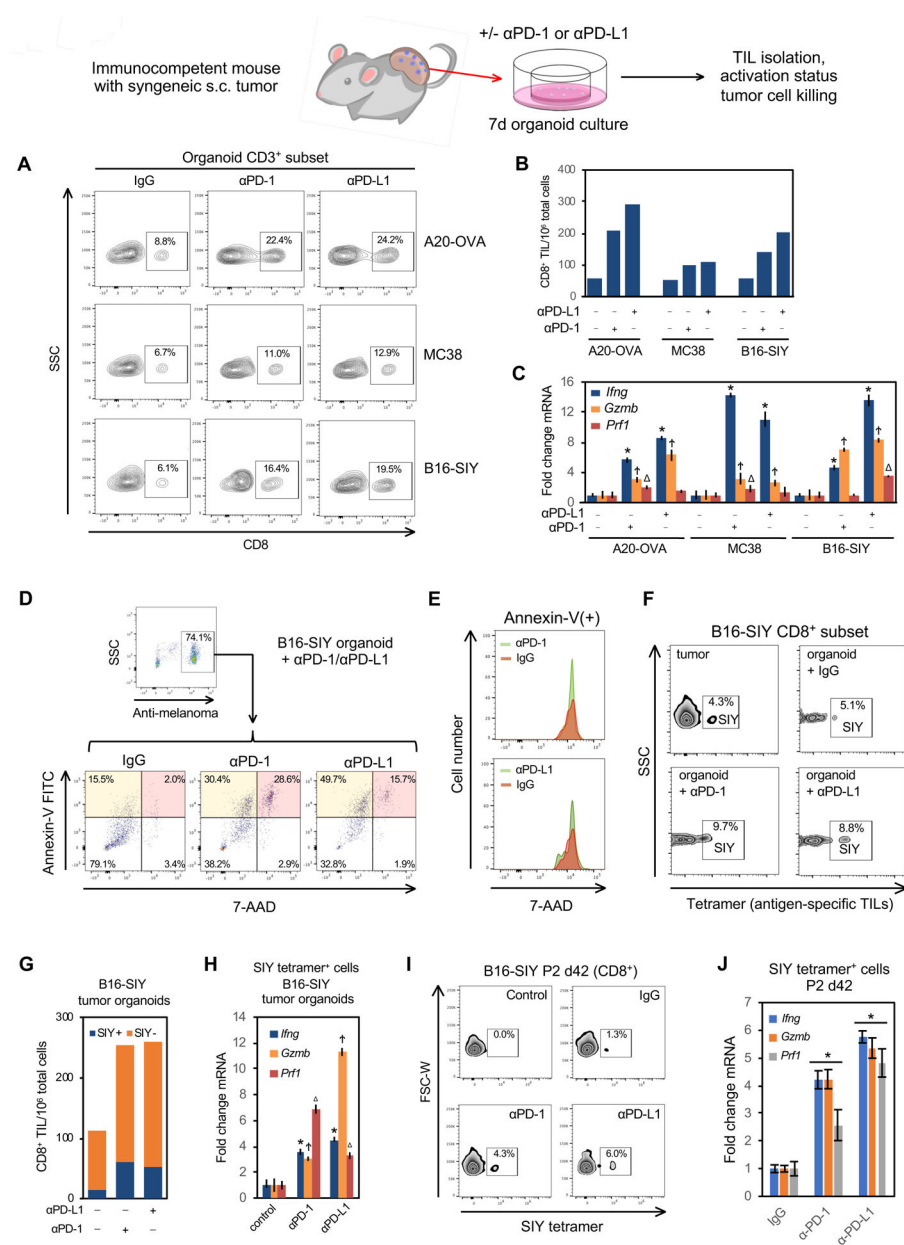 +/- αPD-1 or αPD-L1
Immunocompetent mouse
with syngeneic s.c. tumor
7d organoid culture
TIL isolation,
activation status
tumor cell killing
A
Organoid CD3⁺ subset
IgG αPD-1 αPD-L1
8.8% 22.4% 24.2%
A20-OVA
6.7% 11.0% 12.9%
MC38
6.1% 16.4% 19.5%
B16-SIY
SSC
CD8
B
CD8⁺ TIL/10⁶ total cells
400
300
200
100
0
αPD-L1 – – + – – + – – +
αPD-1 – + – + – +
A20-OVA MC38 B16-SIY
C
Fold change mRNA
16
12
8
4
0
Ifng
Gzmb
Prf1
αPD-L1 – – + – – + – – +
αPD-1 – + – + – +
A20-OVA MC38 B16-SIY
D
SSC
74.1%
Anti-melanoma
B16-SIY organoid
+ αPD-1/αPD-L1
IgG αPD-1 αPD-L1
15.5% 2.0% 30.4% 28.6% 49.7% 15.7%
79.1% 3.4% 38.2% 2.9% 32.8% 1.9%
Annexin-V FITC
7-AAD
E
Annexin-V(+)
αPD-1
IgG
αPD-L1
IgG
Cell number
7-AAD
F
B16-SIY CD8⁺ subset
tumor
4.3%
SIY
organoid
+ IgG
5.1%
SIY
organoid
+ αPD-1
9.7%
SIY
organoid
+ αPD-L1
8.8%
SIY
SSC
Tetramer (antigen-specific TILs)
G
B16-SIY
tumor organoids
SIY+ SIY-
CD8⁺ TIL/10⁶ total cells
300
200
100
0
αPD-L1 – – +
αPD-1 – +
H
SIY tetramer⁺ cells
B16-SIY
tumor organoids
Ifng
Gzmb
Prf1
Fold change mRNA
14
12
10
8
6
4
2
0
control αPD-1 αPD-L1
I
B16-SIY P2 d42 (CD8⁺)
Control
0.0%
IgG
1.3%
αPD-1
4.3%
αPD-L1
6.0%
FSC-W
SIY tetramer
J
SIY tetramer⁺ cells
P2 d42
Ifng
Gzmb
Prf1
Fold change mRNA
7
6
5
4
3
2
1
0
IgG α-PD-1 α-PD-L1